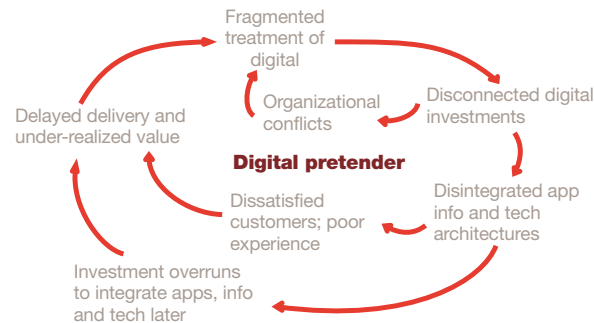 Fragmented
treatment of
digital
Disconnected digital
investments
Organizational
conflicts
Delayed delivery and
under-realized value
Digital pretender
Disintegrated app
info and tech
architectures
Dissatisfied
customers; poor
experience
Investment overruns
to integrate apps, info
and tech later